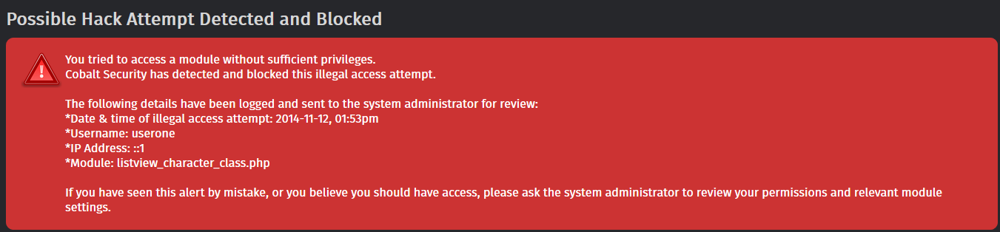 Possible Hack Attempt Detected and Blocked
You tried to access a module without sufficient privileges.
Cobalt Security has detected and blocked this illegal access attempt.
The following details have been logged and sent to the system administrator for review:
*Date & time of illegal access attempt: 2014-11-12, 01:53pm
*Username: userone
*IP Address: ::1
*Module: listview_character_class.php
If you have seen this alert by mistake, or you believe you should have access, please ask the system administrator to review your permissions and relevant module
settings.